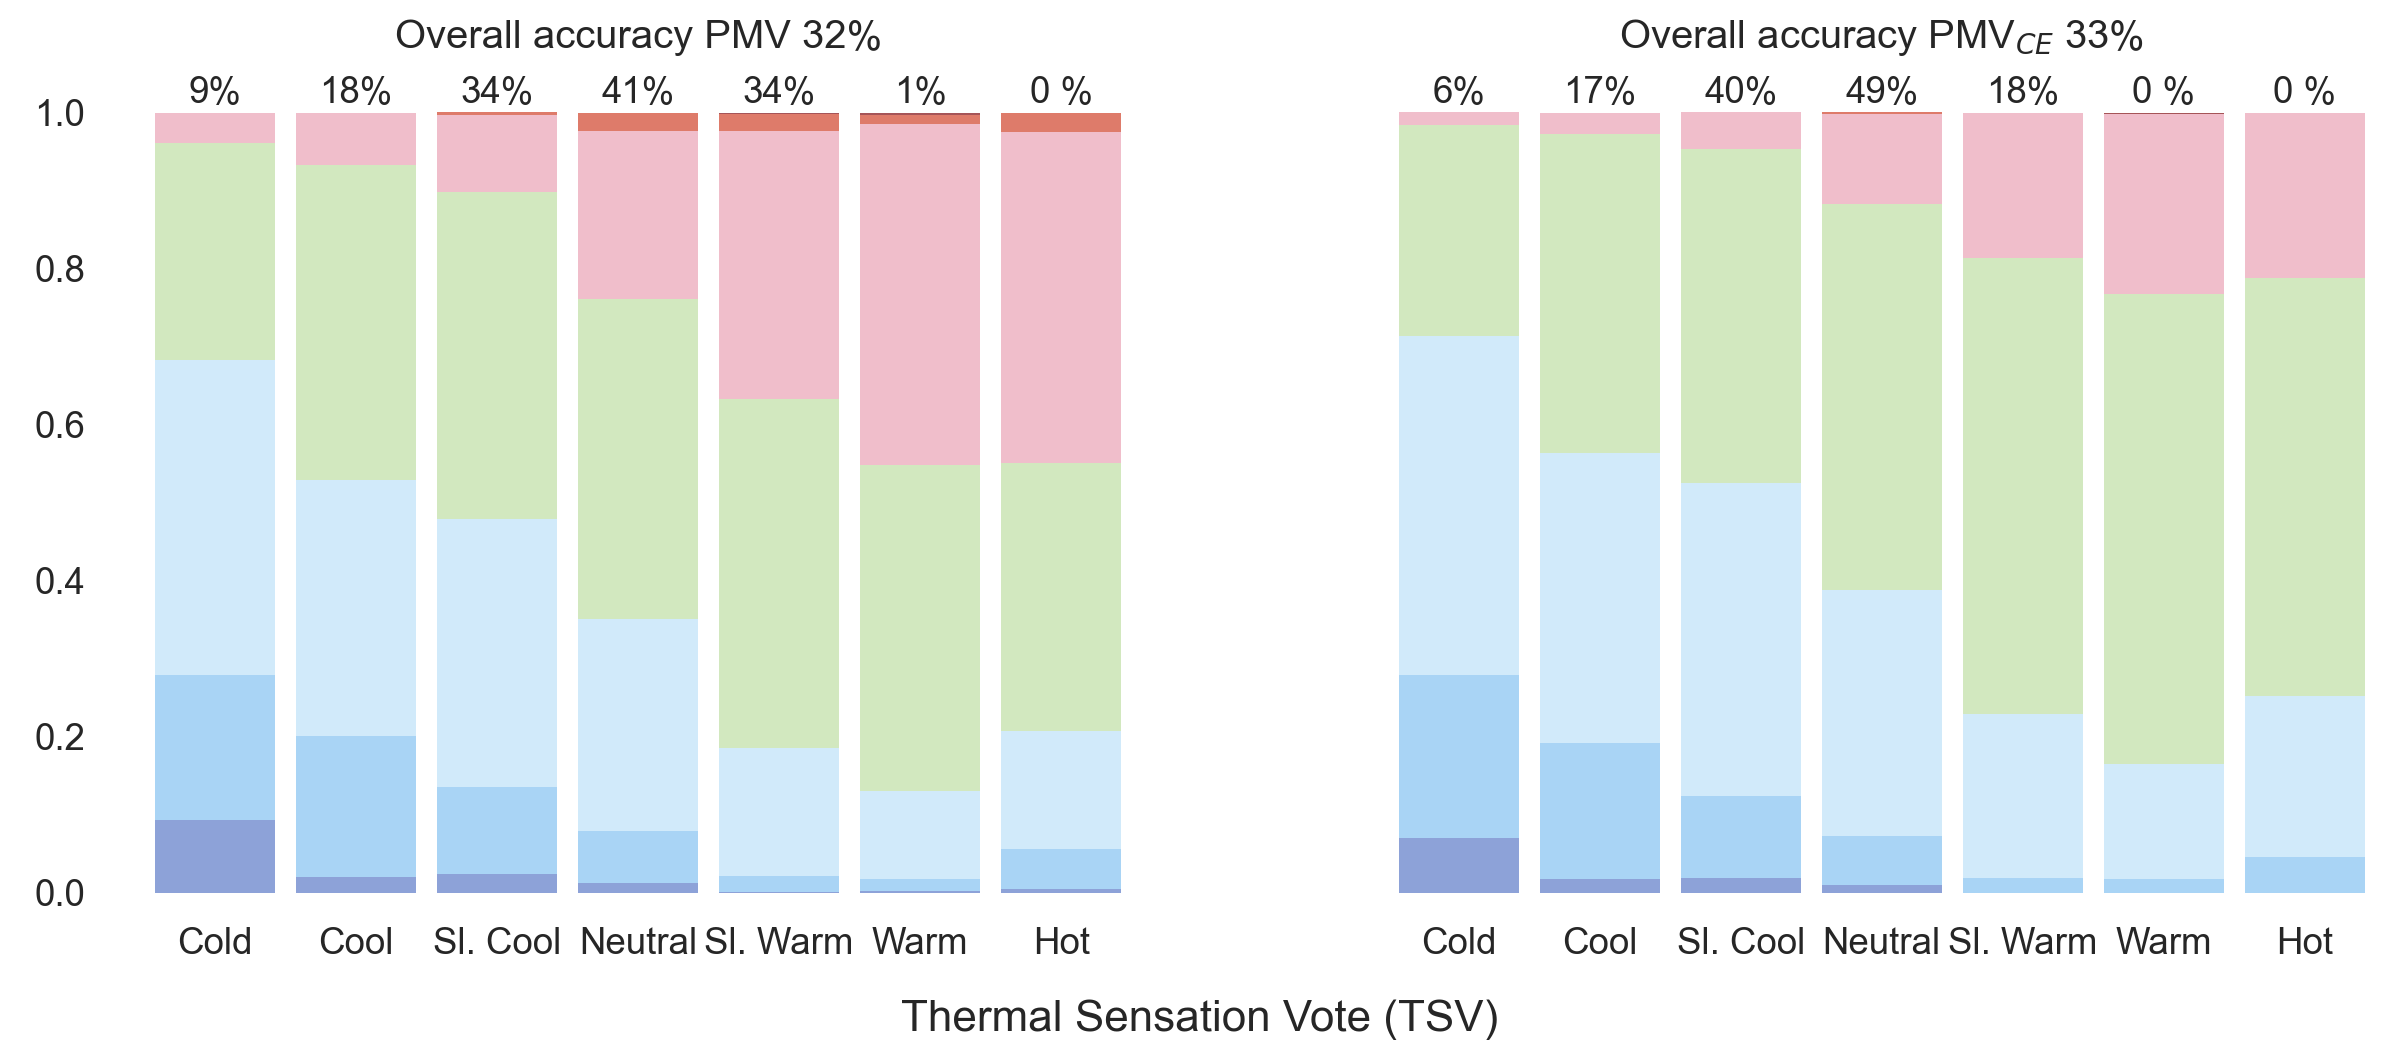 Overall accuracy PMV 32%
9% 18% 34% 41% 34% 1% 0 %
1.0
0.8
0.6
0.4
0.2
0.0
Cold Cool Sl. Cool Neutral Sl. Warm Warm Hot
Overall accuracy PMV_CE 33%
6% 17% 40% 49% 18% 0 % 0 %
Cold Cool Sl. Cool Neutral Sl. Warm Warm Hot
Thermal Sensation Vote (TSV)